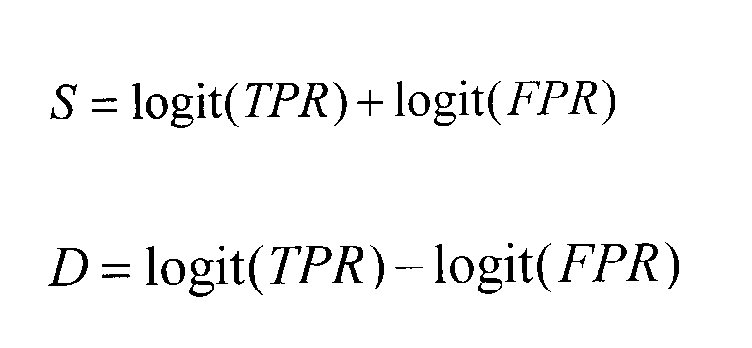 S = logit(TPR) + logit(FPR)
D = logit(TPR) − logit(FPR)